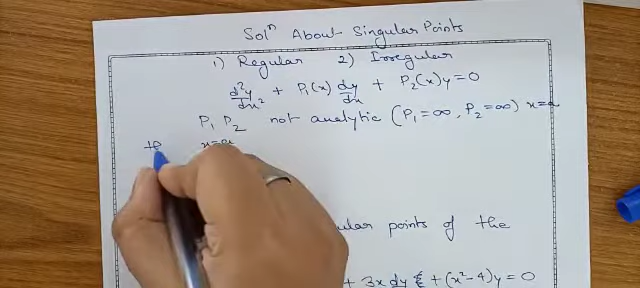 Solⁿ About Singular Points
1) Regular 2) Irregular
d²y/dx² + P₁(x) dy/dx + P₂(x)y=0
P₁ P₂ not analytic (P₁=∞, P₂=∞) x=a
x=a
points of the
+ 3x dy + (x²-4)y=0